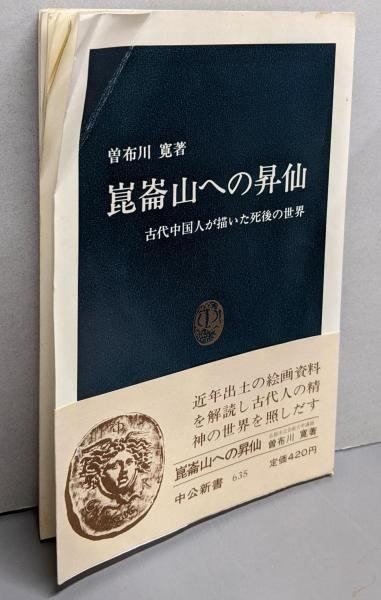 曽布川 寛著
崑崙山への昇仙
古代中国人が描いた死後の世界
近年出土の絵画資料
を解読し古代人の精
神の世界を照しだす
崑崙山への昇仙
曽布川 寛著
中公新書 635
定価420円